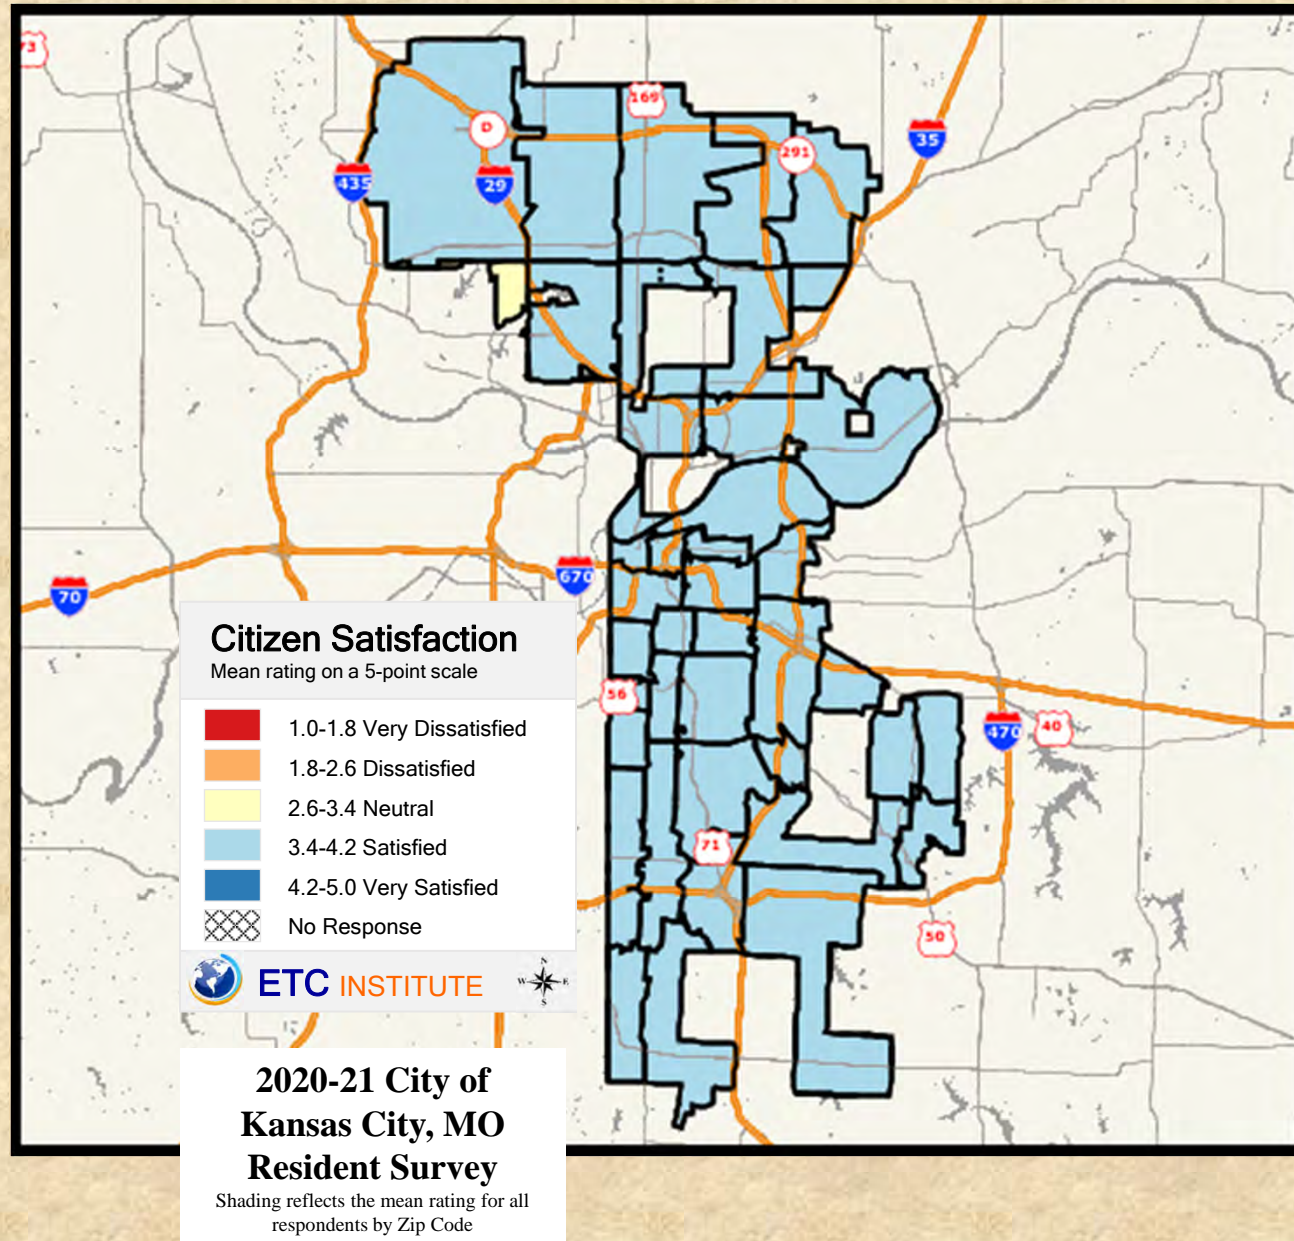 73
169
D
291
35
435
29
70
670
56
40
470
71
50
Citizen Satisfaction
Mean rating on a 5-point scale
1.0-1.8 Very Dissatisfied
1.8-2.6 Dissatisfied
2.6-3.4 Neutral
3.4-4.2 Satisfied
4.2-5.0 Very Satisfied
No Response
ETC INSTITUTE
N
W E
S
2020-21 City of
Kansas City, MO
Resident Survey
Shading reflects the mean rating for all
respondents by Zip Code